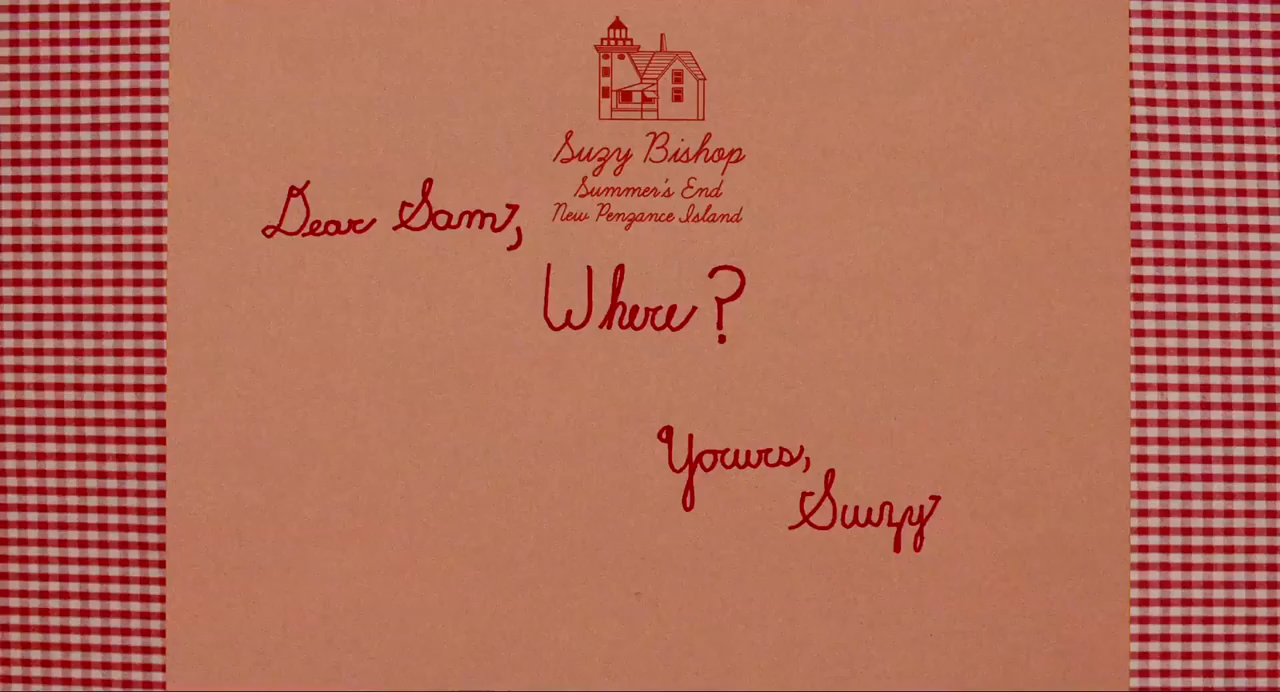 Suzy Bishop
Summer's End
New Penzance Island
Dear Sam,
Where?
Yours,
Suzy